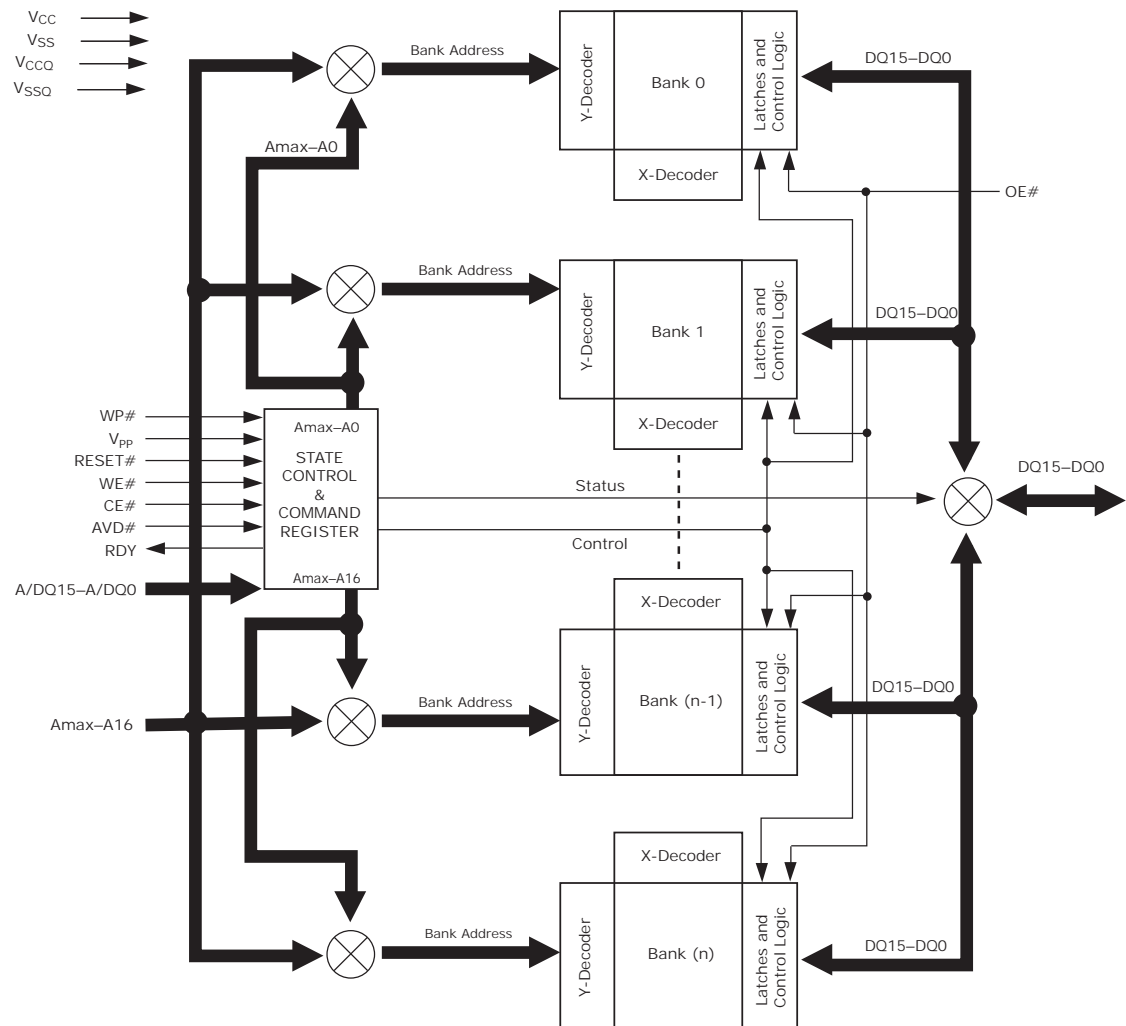 VCC
VSS
VCCQ
VSSQ
Bank Address
Y-Decoder
Bank 0
Latches and
Control Logic
DQ15–DQ0
Amax–A0
X-Decoder
OE#
Bank Address
Y-Decoder
Bank 1
Latches and
Control Logic
DQ15–DQ0
X-Decoder
WP#
VPP
RESET#
WE#
CE#
AVD#
RDY
A/DQ15–A/DQ0
Amax–A0
STATE
CONTROL
&
COMMAND
REGISTER
Amax–A16
Status
Control
DQ15–DQ0
X-Decoder
Amax–A16
Bank Address
Y-Decoder
Bank (n-1)
Latches and
Control Logic
DQ15–DQ0
X-Decoder
Bank Address
Y-Decoder
Bank (n)
Latches and
Control Logic
DQ15–DQ0